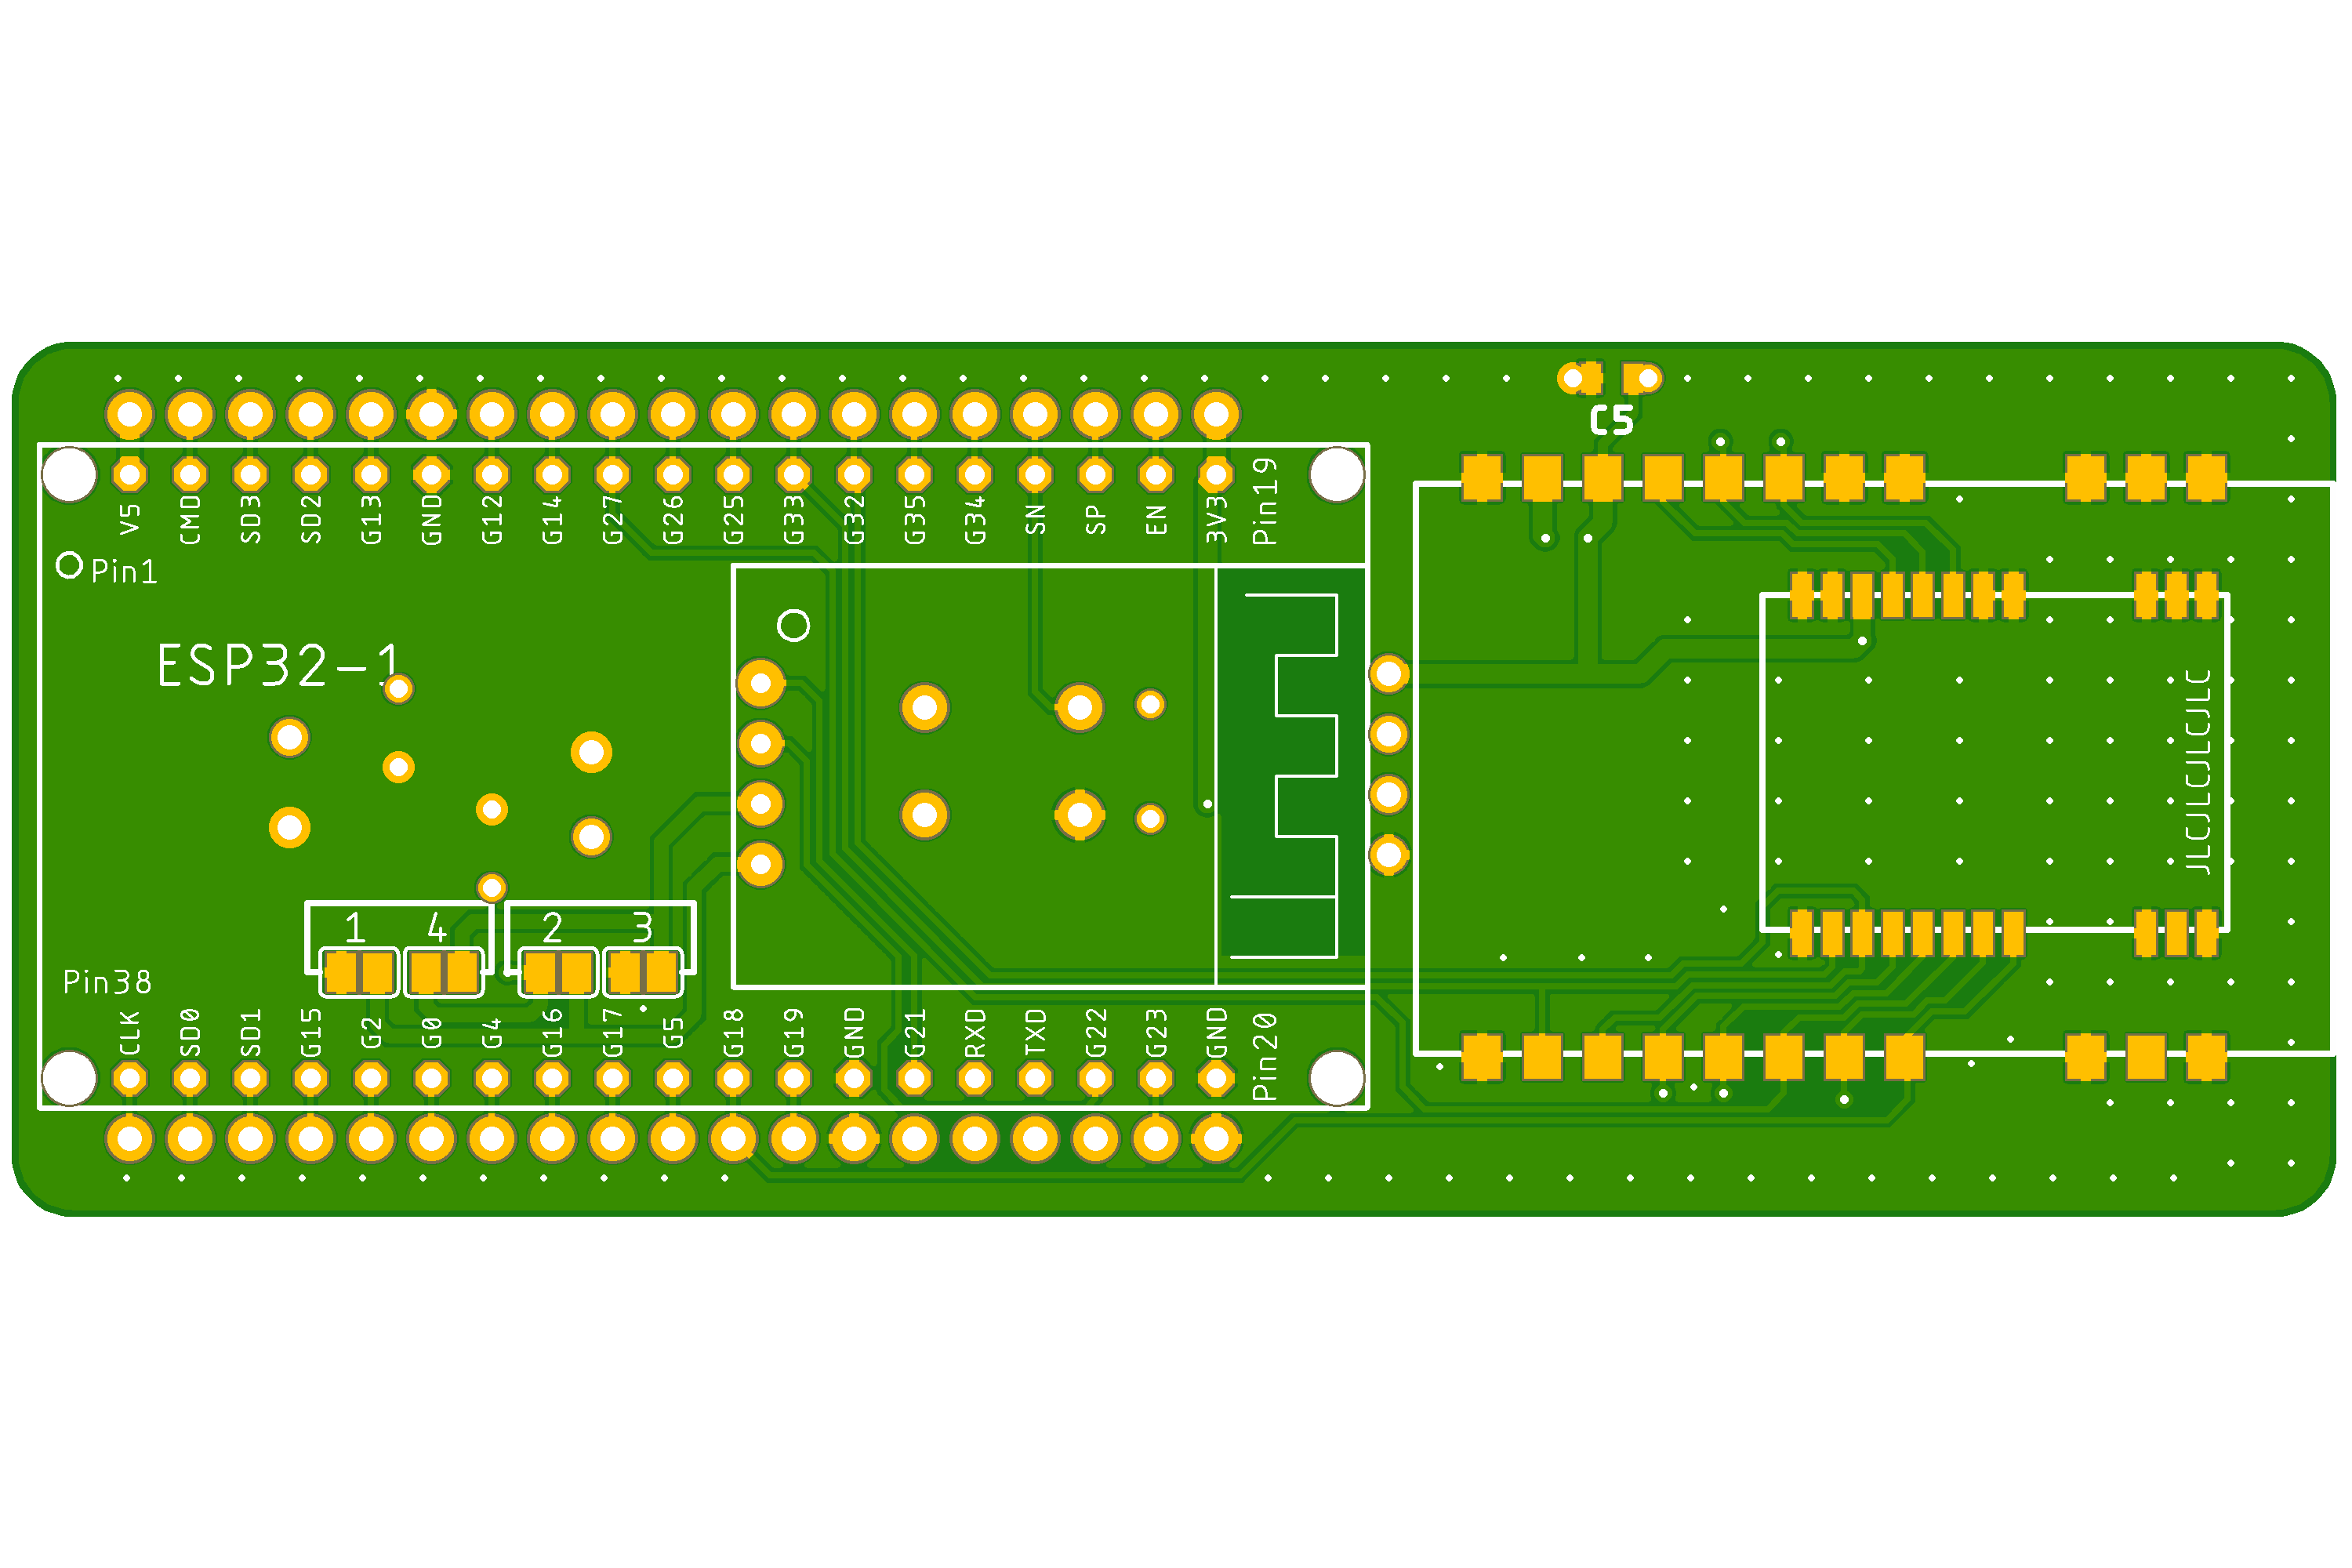 C5
V5
CMD
SD3
SD2
G13
GND
G12
G14
G27
G26
G25
G33
G32
G35
G34
SN
SP
EN
3V3
Pin19
Pin1
ESP32-1
JLCJLCJLCJLC
1
4
2
3
Pin38
CLK
SD0
SD1
G15
G2
G0
G4
G16
G17
G5
G18
G19
GND
G21
RXD
TXD
G22
G23
GND
Pin20